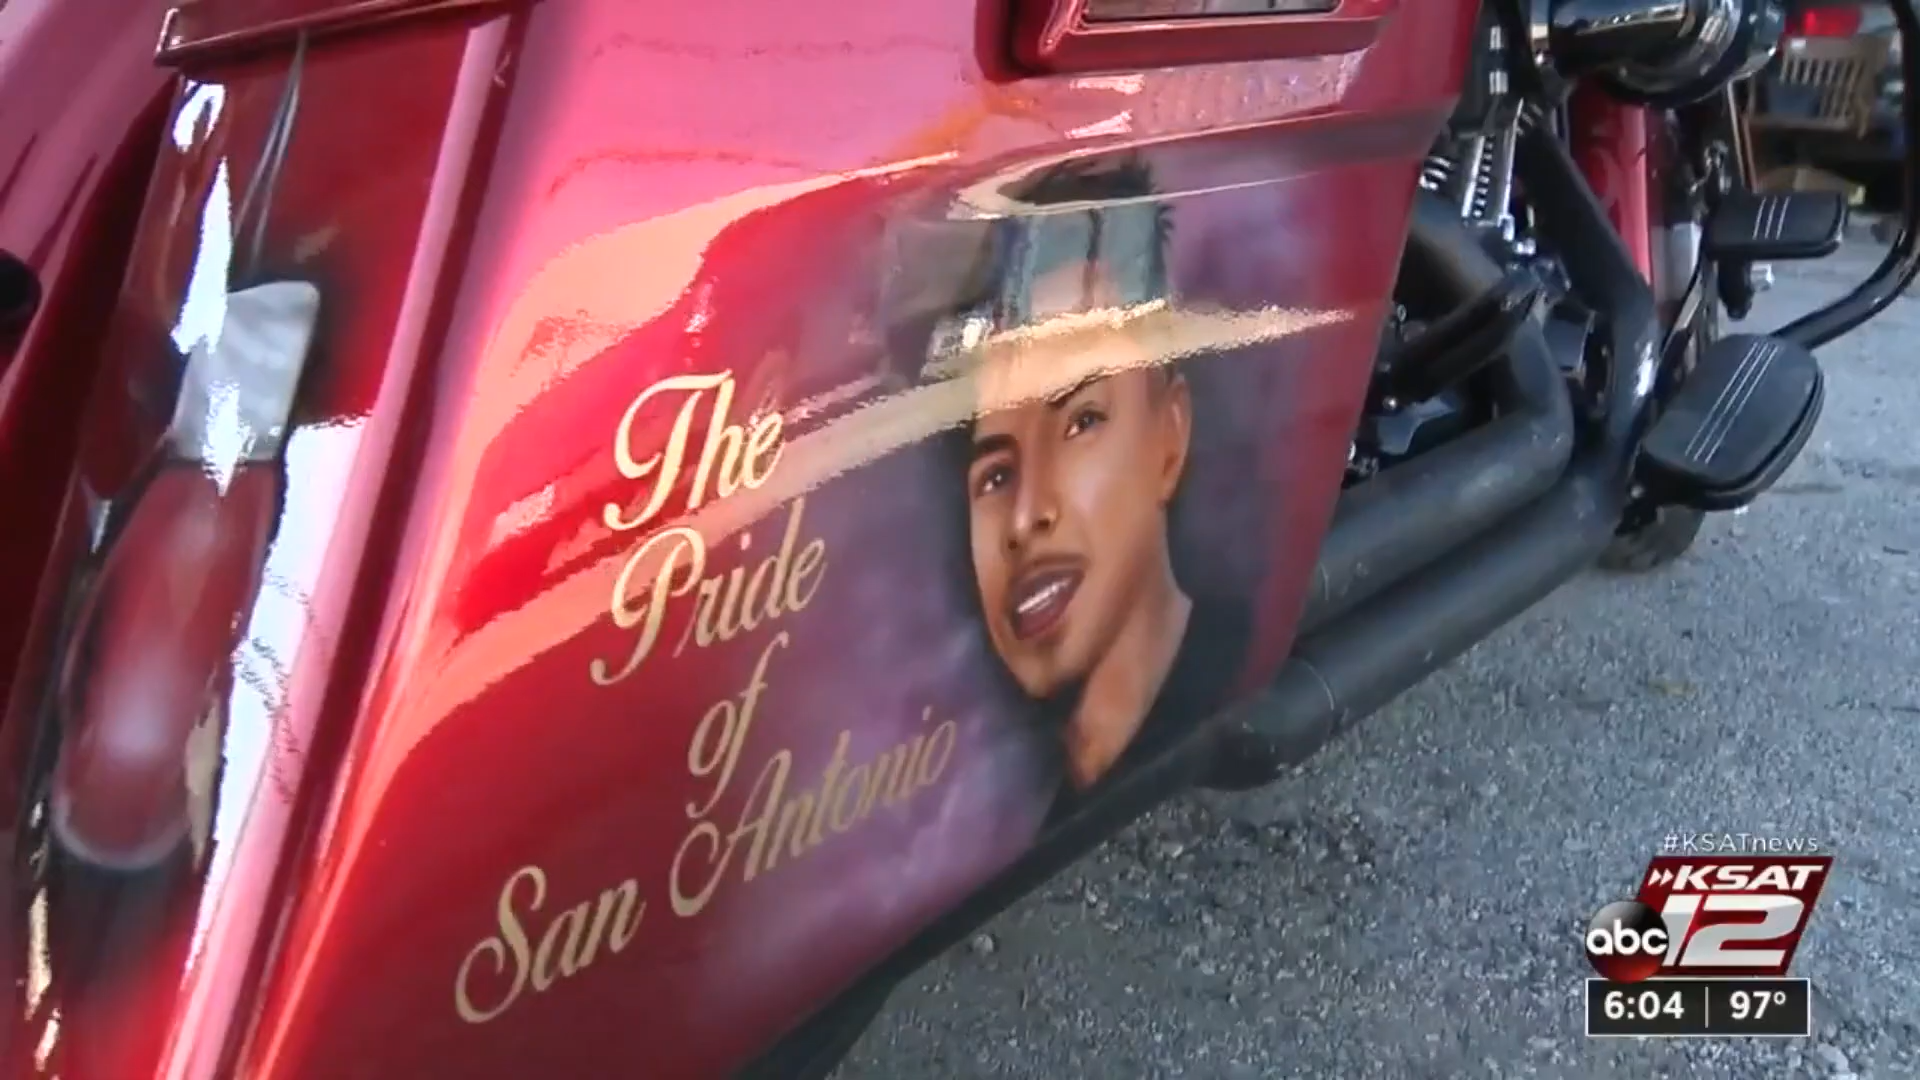 The
Pride
of
San Antonio
#KSATnews
KSAT
abc 12
6:04 | 97°